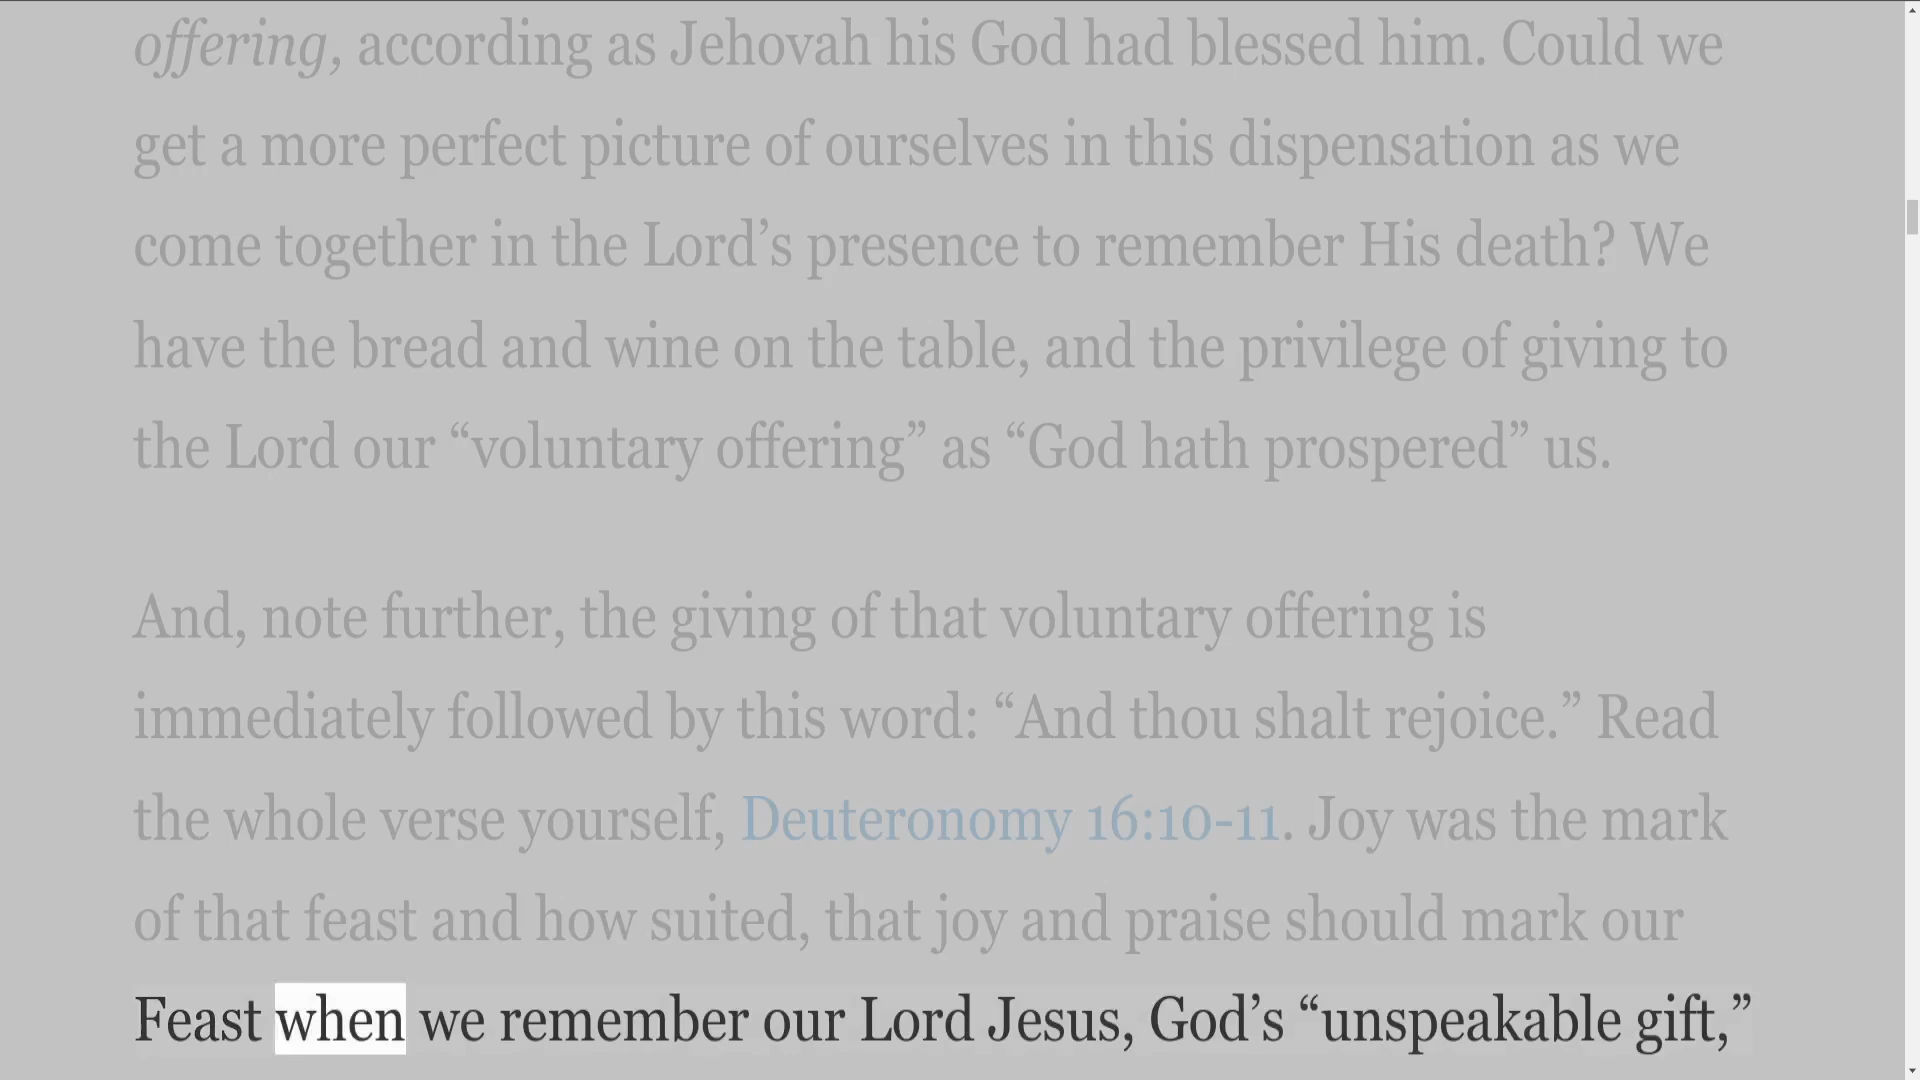 offering, according as Jehovah his God had blessed him. Could we
get a more perfect picture of ourselves in this dispensation as we
come together in the Lord’s presence to remember His death? We
have the bread and wine on the table, and the privilege of giving to
the Lord our “voluntary offering” as “God hath prospered” us.
And, note further, the giving of that voluntary offering is
immediately followed by this word: “And thou shalt rejoice.” Read
the whole verse yourself, Deuteronomy 16:10-11. Joy was the mark
of that feast and how suited, that joy and praise should mark our
Feast when we remember our Lord Jesus, God’s “unspeakable gift,”